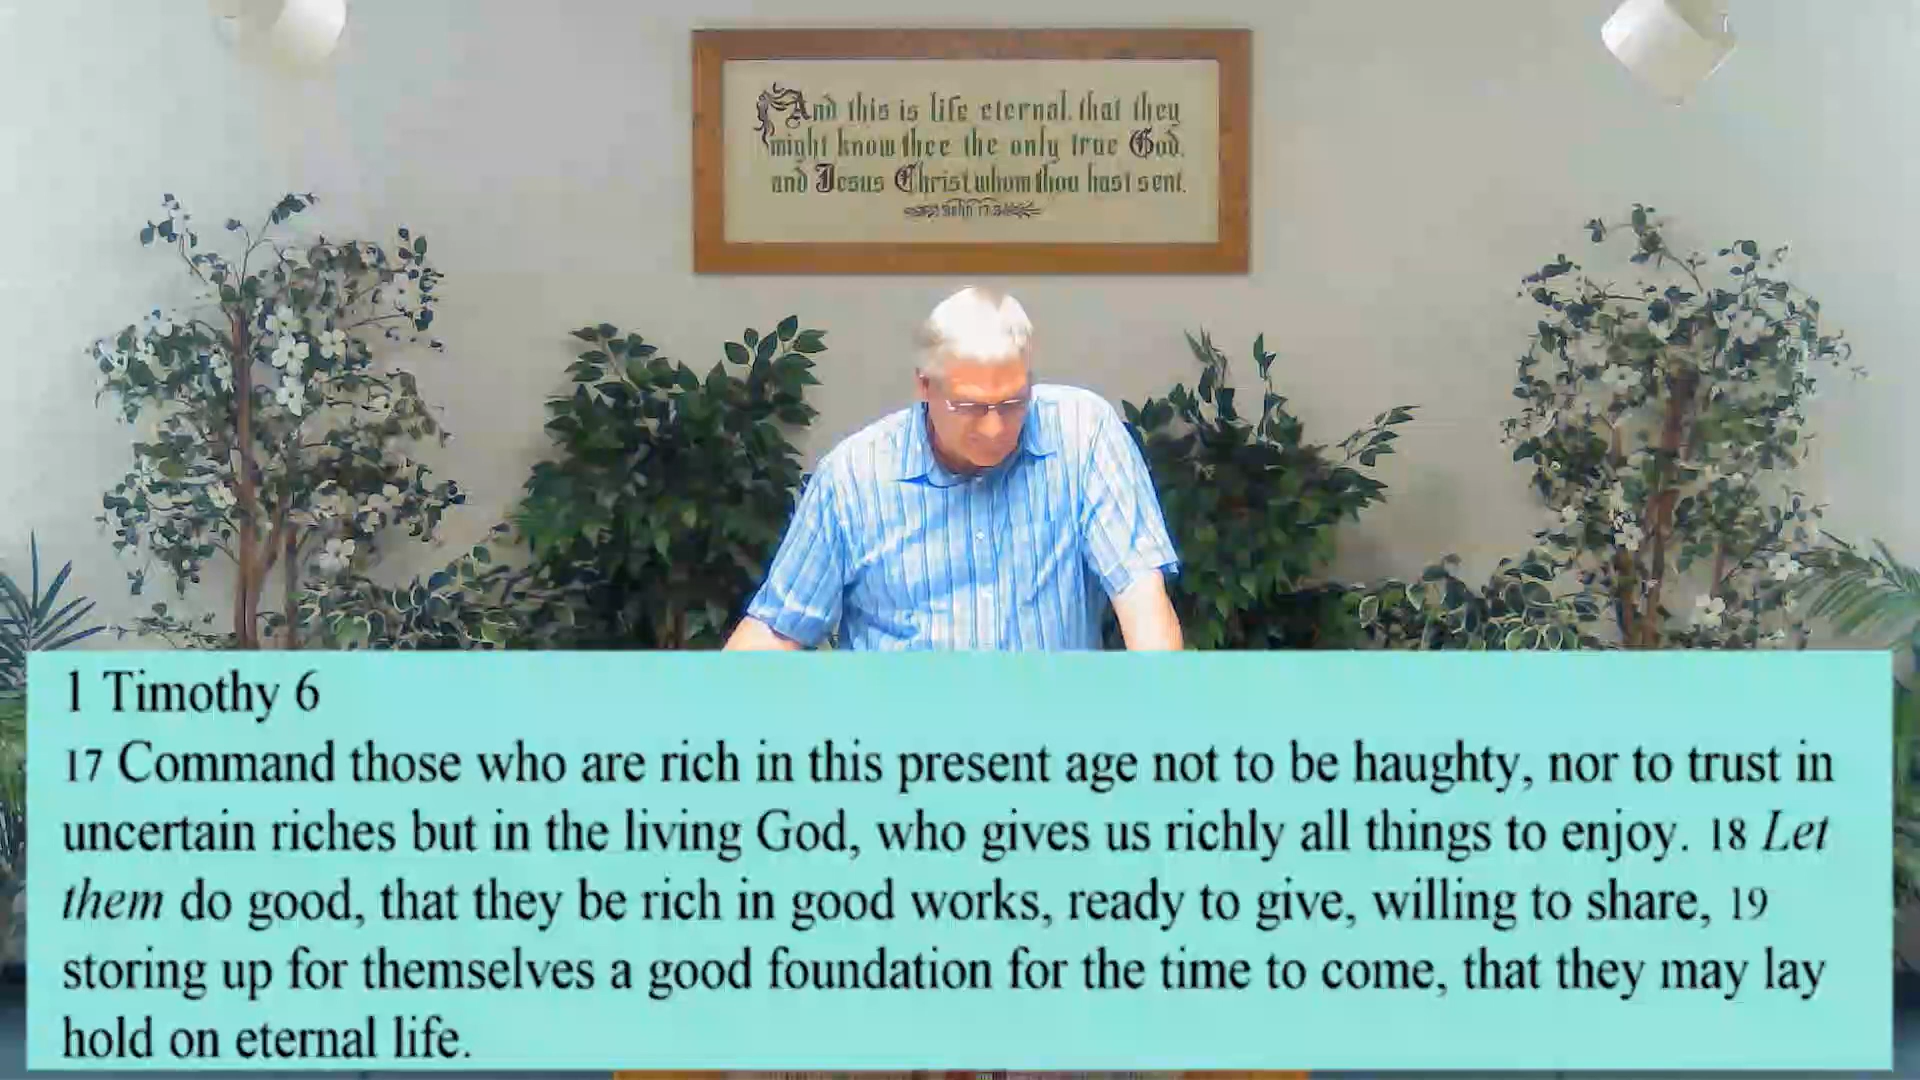 And this is life eternal, that they
might know thee the only true God,
and Jesus Christ, whom thou hast sent.
John 17:3
1 Timothy 6
17 Command those who are rich in this present age not to be haughty, nor to trust in
uncertain riches but in the living God, who gives us richly all things to enjoy. 18 Let
them do good, that they be rich in good works, ready to give, willing to share, 19
storing up for themselves a good foundation for the time to come, that they may lay
hold on eternal life.